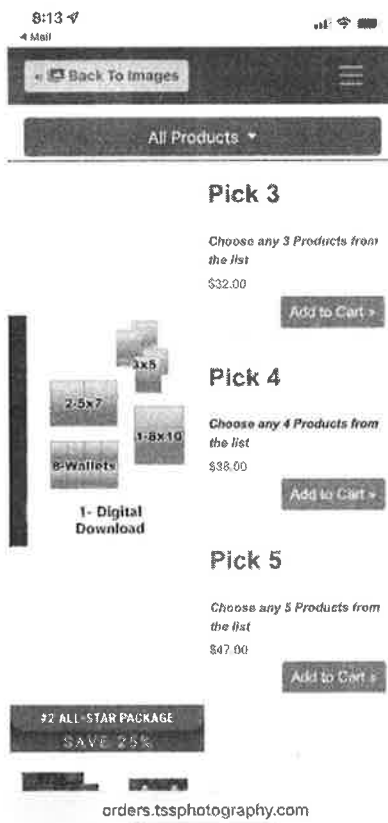 8:13
Mail
« Back To Images
All Products
Pick 3
Choose any 3 Products from
the list
$32.00
Add to Cart »
3x5
2-5x7
1-8x10
8-Wallets
1- Digital
Download
Pick 4
Choose any 4 Products from
the list
$38.00
Add to Cart »
Pick 5
Choose any 5 Products from
the list
$47.00
Add to Cart »
#2 ALL-STAR PACKAGE
SAVE 25%
orders.tssphotography.com